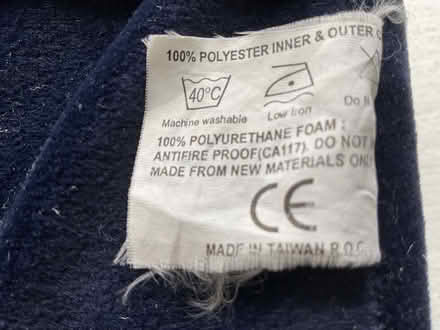 100% POLYESTER INNER & OUTER
40°C
Machine washable
Low Iron
Do N
100% POLYURETHANE FOAM :
ANTIFIRE PROOF(CA117). DO NOT
MADE FROM NEW MATERIALS ONLY
CE
MADE IN TAIWAN R.O.C